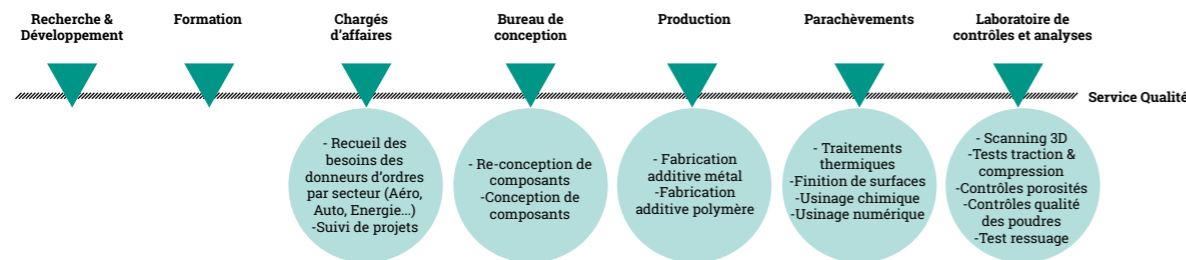 Recherche &
Développement
Formation
Chargés
d’affaires
Bureau de
conception
Production
Parachèvements
Laboratoire de
contrôles et analyses
Service Qualité
- Recueil des
besoins des
donneurs d’ordres
par secteur (Aéro,
Auto, Energie...)
-Suivi de projets
- Re-conception de
composants
-Conception de
composants
- Fabrication
additive métal
-Fabrication
additive polymère
- Traitements
thermiques
-Finition de surfaces
-Usinage chimique
-Usinage numérique
- Scanning 3D
-Tests traction &
compression
-Contrôles porosités
-Contrôles qualité
des poudres
-Test ressuage